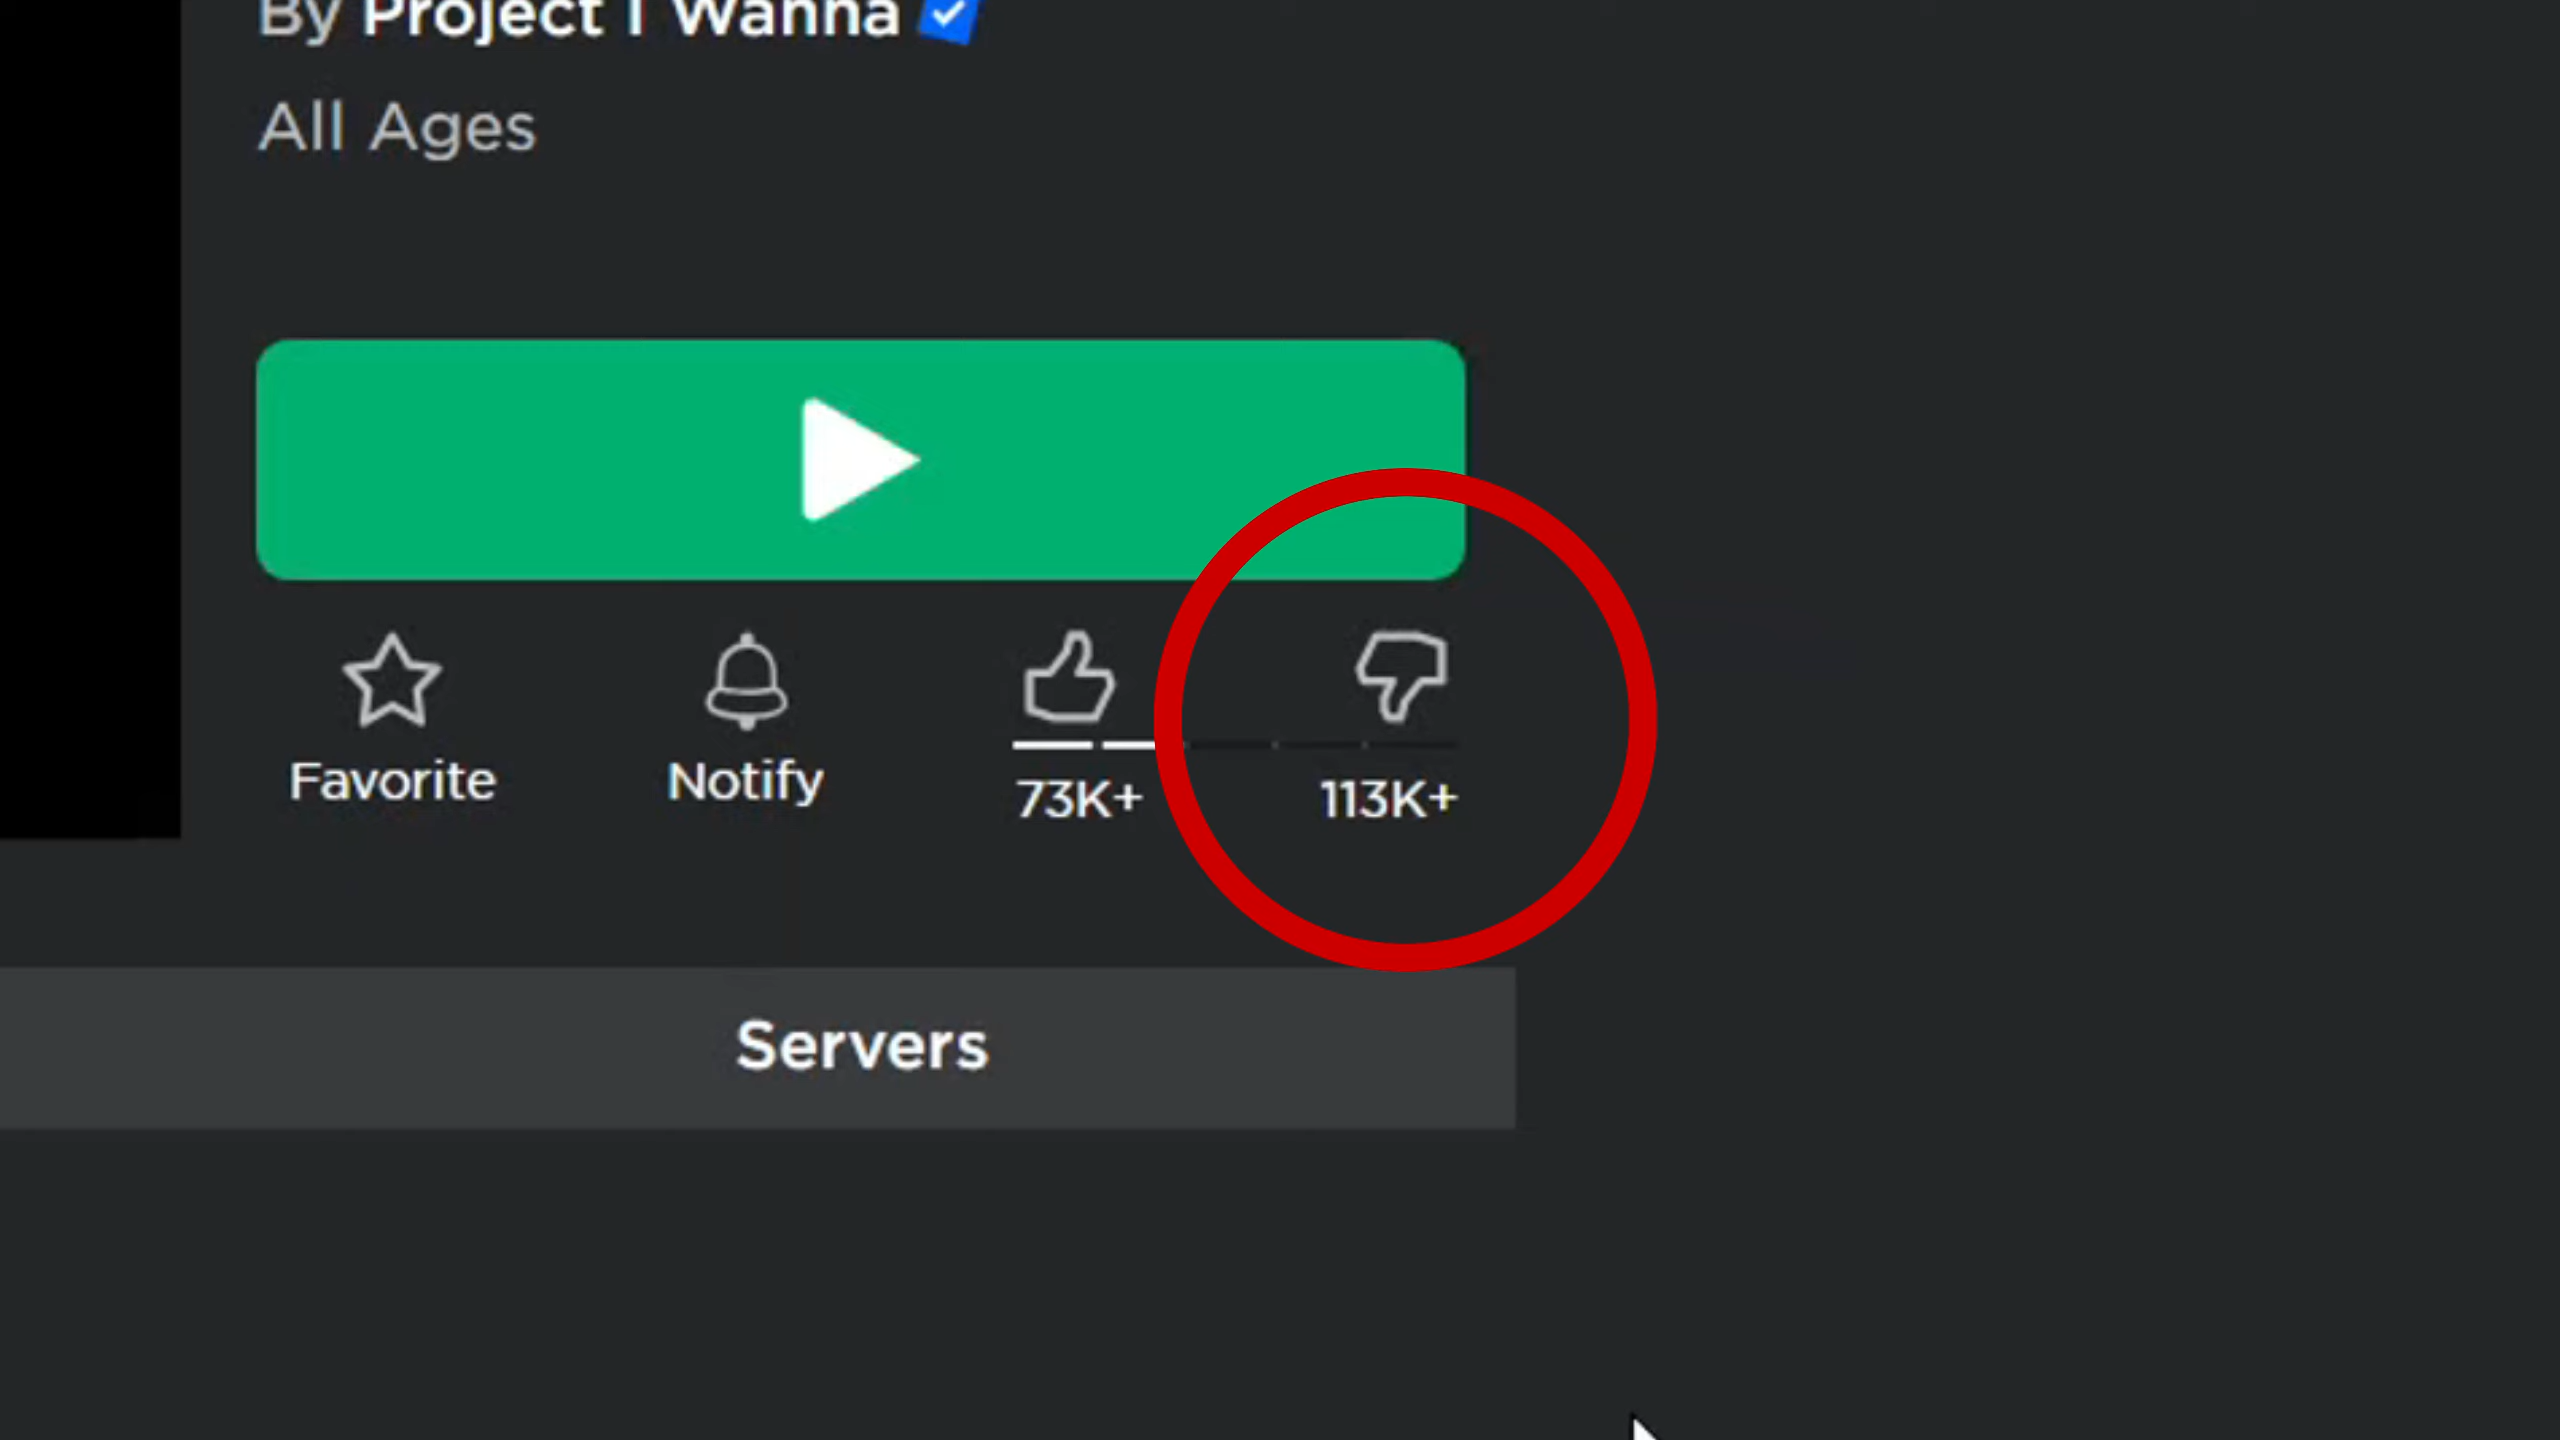 By Project I Wanna
All Ages
Favorite
Notify
73K+
113K+
Servers